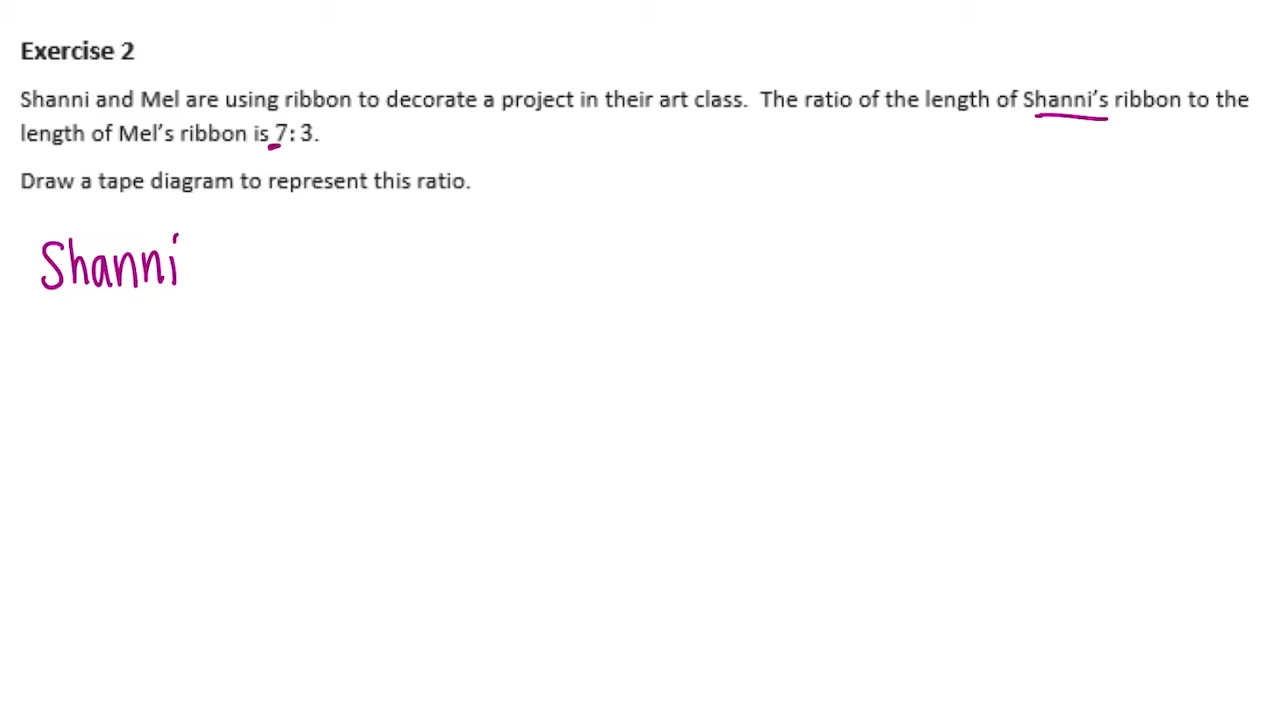 Exercise 2
Shanni and Mel are using ribbon to decorate a project in their art class.  The ratio of the length of Shanni’s ribbon to the
length of Mel’s ribbon is 7: 3.
Draw a tape diagram to represent this ratio.
Shanni